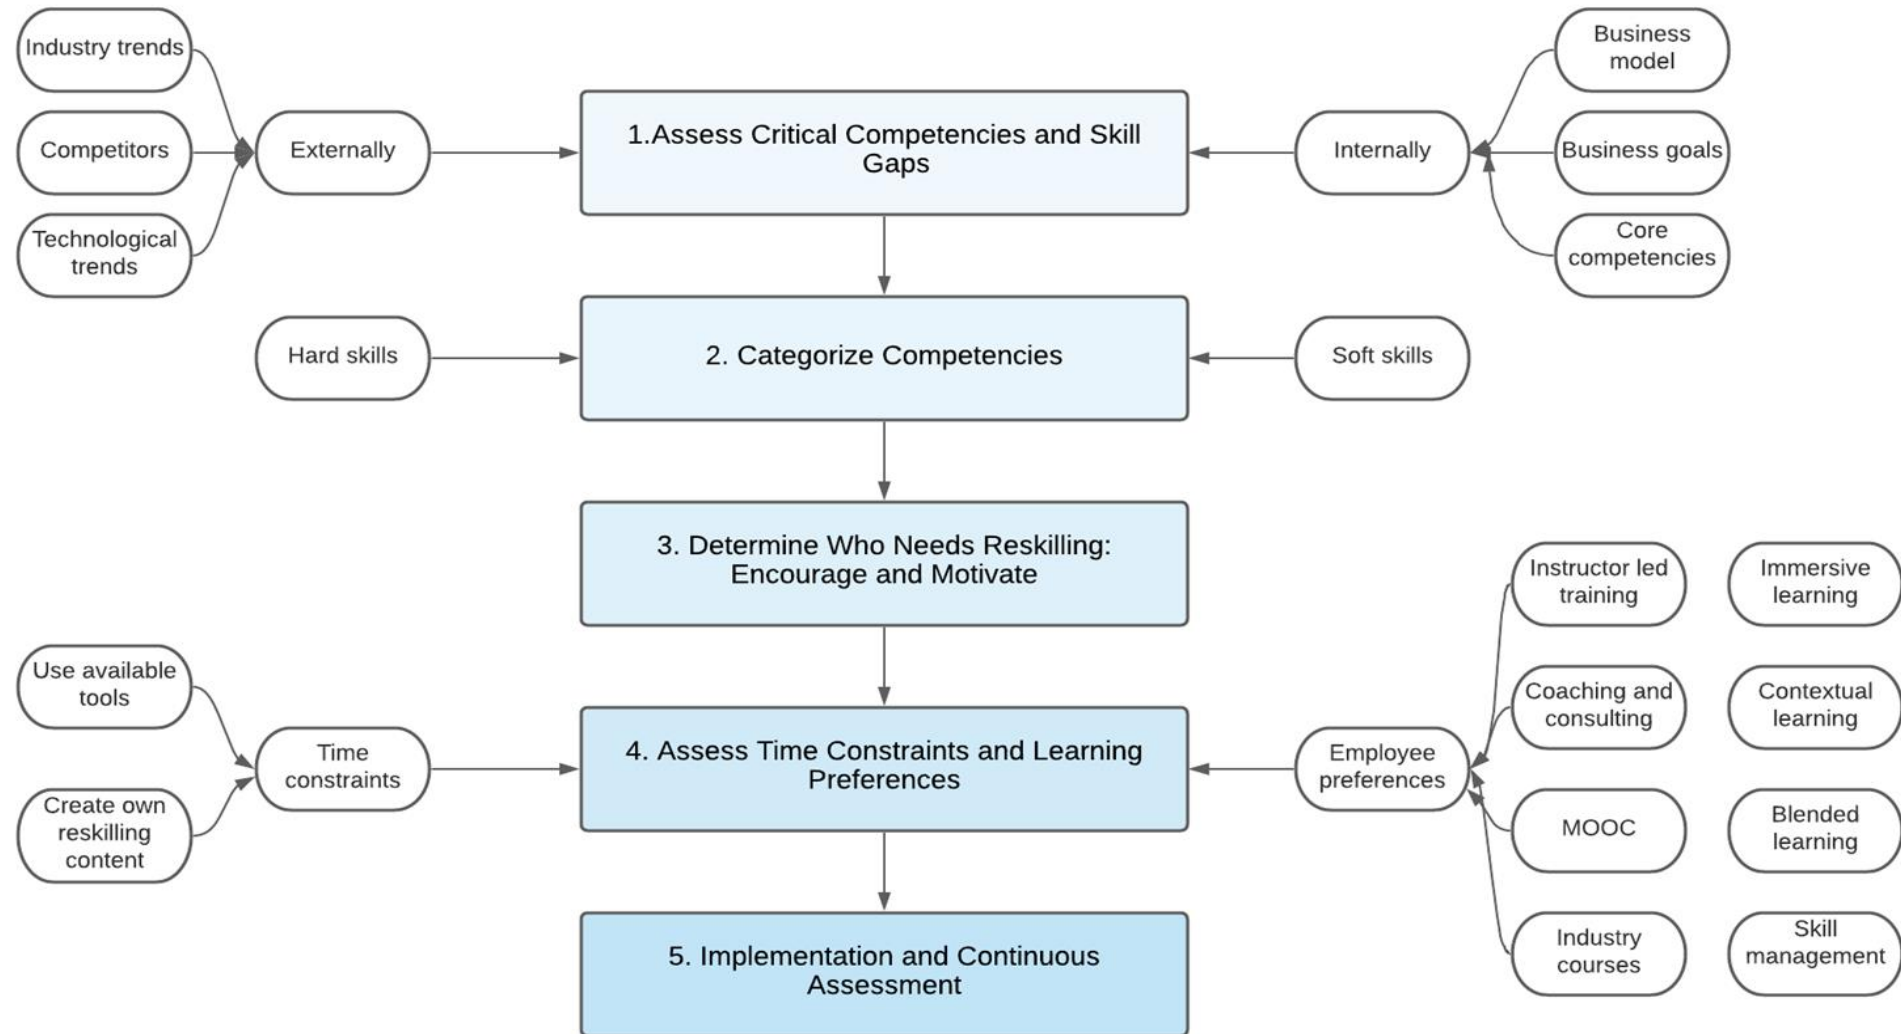 Industry trends
Competitors
Technological
trends
Externally
1.Assess Critical Competencies and Skill
Gaps
Internally
Business
model
Business goals
Core
competencies
Hard skills
2. Categorize Competencies
Soft skills
3. Determine Who Needs Reskilling:
Encourage and Motivate
Use available
tools
Create own
reskilling
content
Time
constraints
4. Assess Time Constraints and Learning
Preferences
Employee
preferences
Instructor led
training
Immersive
learning
Coaching and
consulting
Contextual
learning
MOOC
Blended
learning
Industry
courses
Skill
management
5. Implementation and Continuous
Assessment